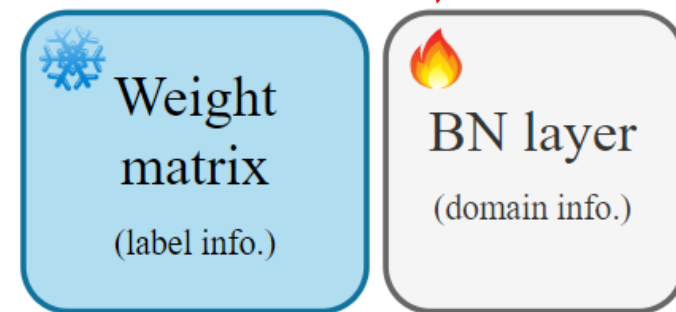 Weight
matrix
(label info.)
BN layer
(domain info.)